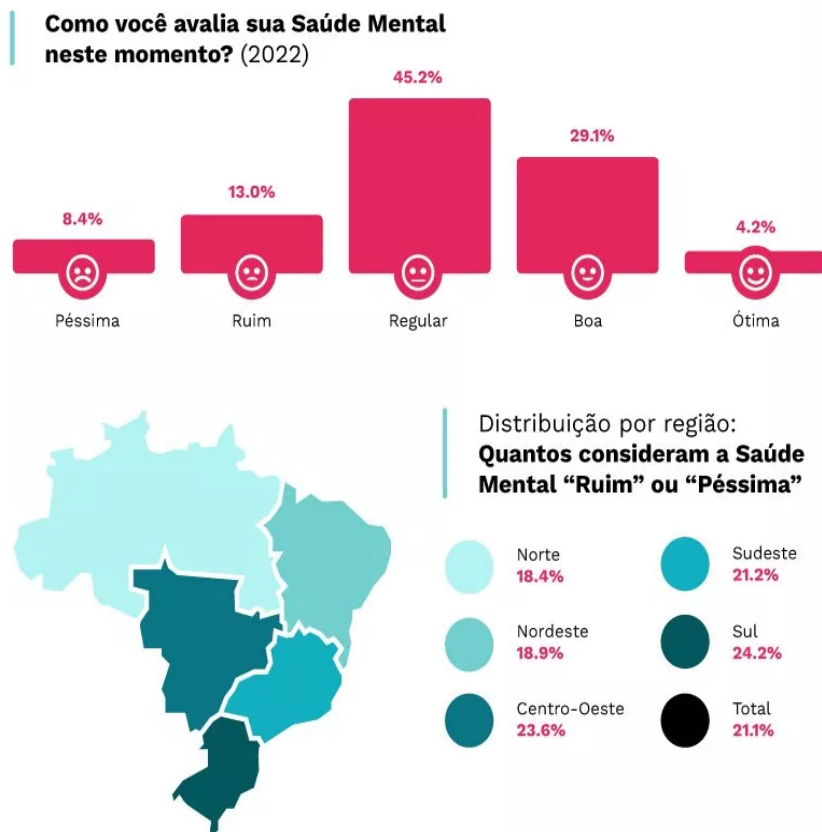 Como você avalia sua Saúde Mental
neste momento? (2022)
45.2%
29.1%
13.0%
8.4%
4.2%
Péssima
Ruim
Regular
Boa
Ótima
Distribuição por região:
Quantos consideram a Saúde
Mental “Ruim” ou “Péssima”
Norte
18.4%
Sudeste
21.2%
Nordeste
18.9%
Sul
24.2%
Centro-Oeste
23.6%
Total
21.1%